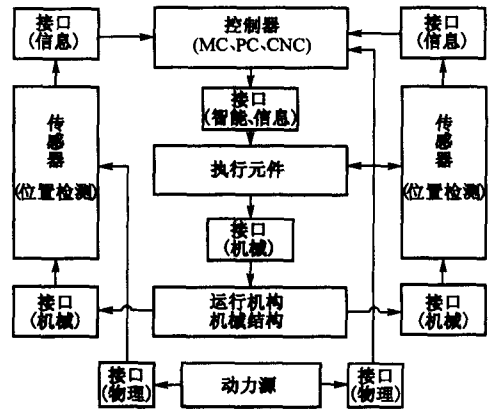 接口
(信息)
控制器
(MC、PC、CNC)
接口
(信息)
接口
(智能、信息)
传感器
(位置检测)
执行元件
传感器
(位置检测)
接口
(机械)
接口
(机械)
运行机构
机械结构
接口
(机械)
接口
(物理)
动力源
接口
(物理)